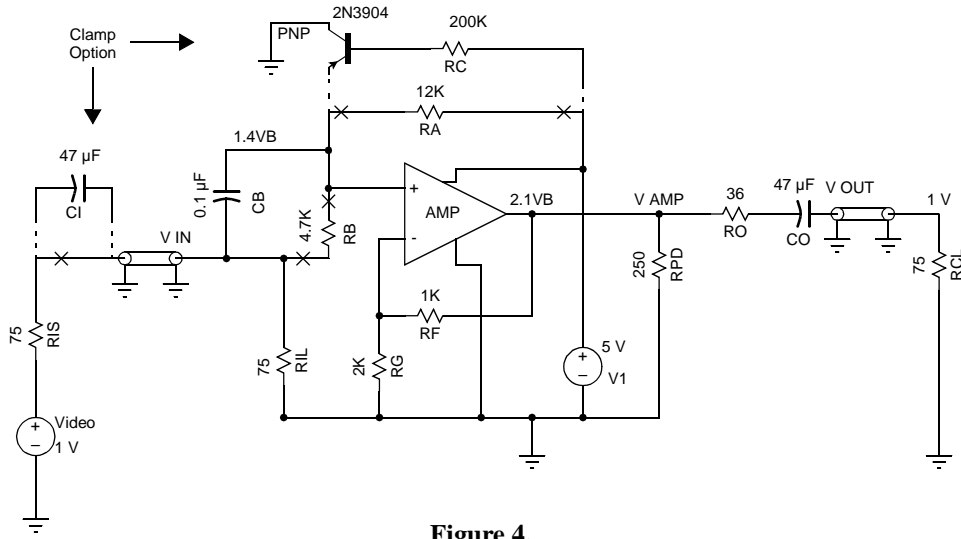 2N3904
Clamp
Option
PNP
200K
RC
12K
RA
1.4VB
47 µF
CI
0.1 µF
CB
4.7K
RB
+
-
AMP
2.1VB
V AMP
36
RO
47 µF
CO
V OUT
1 V
75
RCL
V IN
250
RPD
1K
RF
75
RIS
75
RIL
2K
RG
+
−
5 V
V1
+
−
Video
1 V
Figure 4